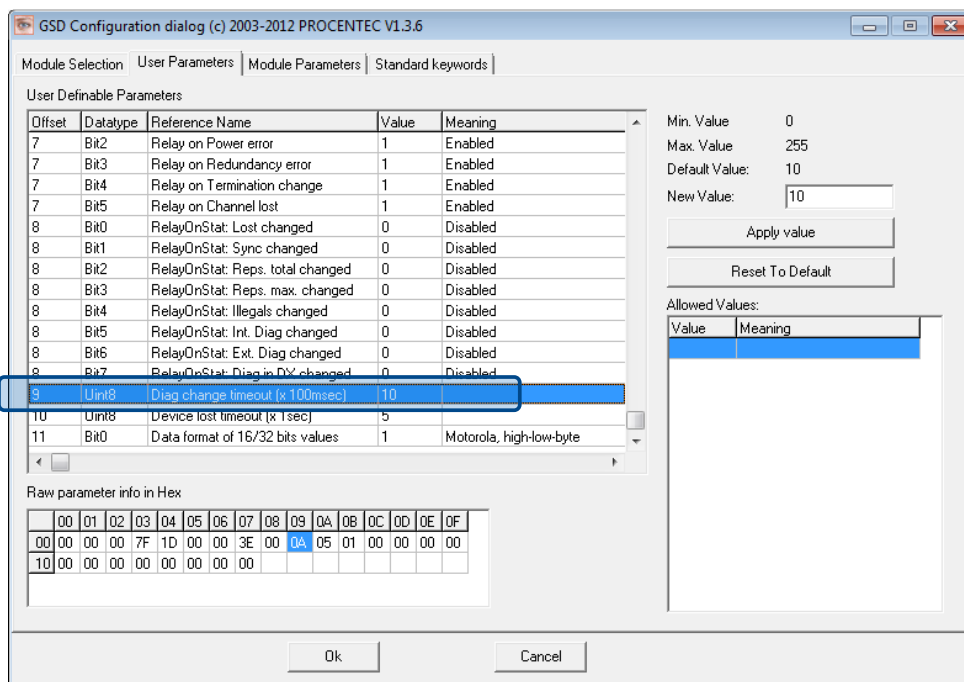 GSD Configuration dialog (c) 2003-2012 PROCENTEC V1.3.6
Module Selection User Parameters Module Parameters Standard keywords
User Definable Parameters
Offset Datatype Reference Name Value Meaning
7 Bit2 Relay on Power error 1 Enabled
7 Bit3 Relay on Redundancy error 1 Enabled
7 Bit4 Relay on Termination change 1 Enabled
7 Bit5 Relay on Channel lost 1 Enabled
8 Bit0 RelayOnStat: Lost changed 0 Disabled
8 Bit1 RelayOnStat: Sync changed 0 Disabled
8 Bit2 RelayOnStat: Reps. total changed 0 Disabled
8 Bit3 RelayOnStat: Reps. max. changed 0 Disabled
8 Bit4 RelayOnStat: Illegals changed 0 Disabled
8 Bit5 RelayOnStat: Int. Diag changed 0 Disabled
8 Bit6 RelayOnStat: Ext. Diag changed 0 Disabled
8 Bit7 RelayOnStat: Diag in DX changed 0 Disabled
9 Uint8 Diag change timeout (x 100msec) 10
10 Uint8 Device lost timeout (x 1sec) 5
11 Bit0 Data format of 16/32 bits values 1 Motorola, high-low-byte
Min. Value 0
Max. Value 255
Default Value: 10
New Value: 10
Apply value
Reset To Default
Allowed Values:
Value Meaning
Raw parameter info in Hex
00 01 02 03 04 05 06 07 08 09 0A 0B 0C 0D 0E 0F
00 00 00 00 7F 1D 00 00 3E 00 0A 05 01 00 00 00 00
10 00 00 00 00 00 00 00 00
Ok Cancel